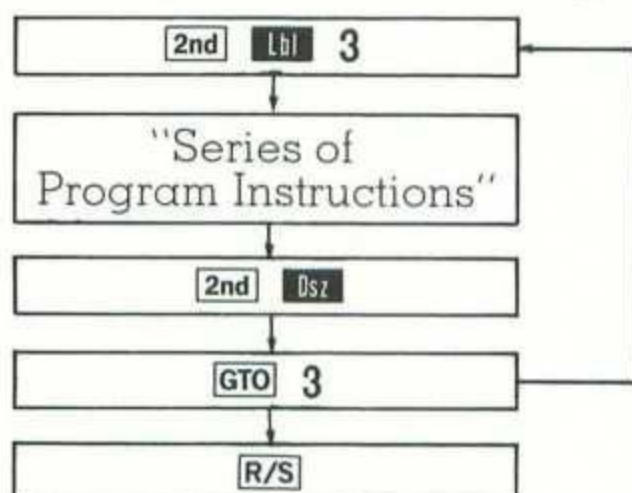 2nd Lbl 3
"Series of
Program Instructions"
2nd Dsz
GTO 3
R/S